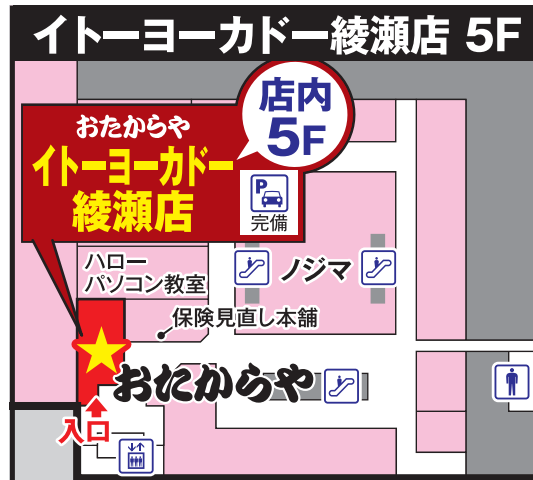 イトーヨーカドー綾瀬店 5F
店内
5F
おたからや
イトーヨーカドー
綾瀬店
P
完備
ハロー
パソコン教室
ノジマ
保険見直し本舗
おたからや
入口